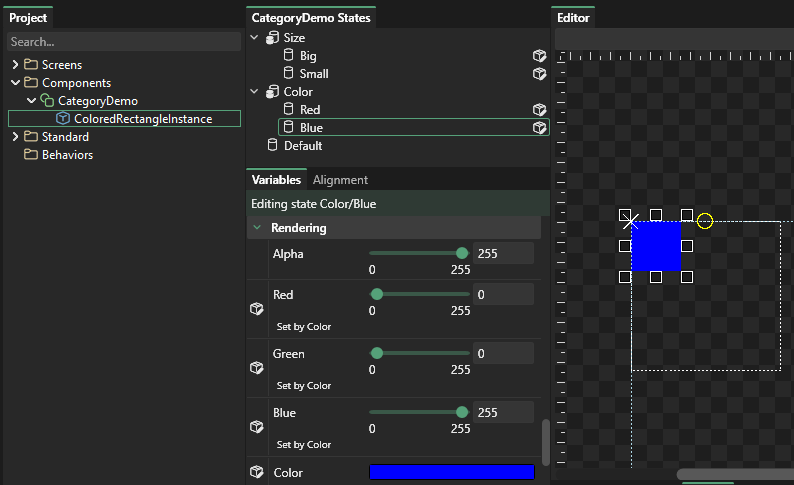 Project
Search...
Screens
Components
CategoryDemo
ColoredRectangleInstance
Standard
Behaviors
CategoryDemo States
Size
Big
Small
Color
Red
Blue
Default
Variables Alignment
Editing state Color/Blue
Rendering
Alpha 255
0 255
Red 0
0 255
Set by Color
Green 0
0 255
Set by Color
Blue 255
0 255
Set by Color
Color
Editor